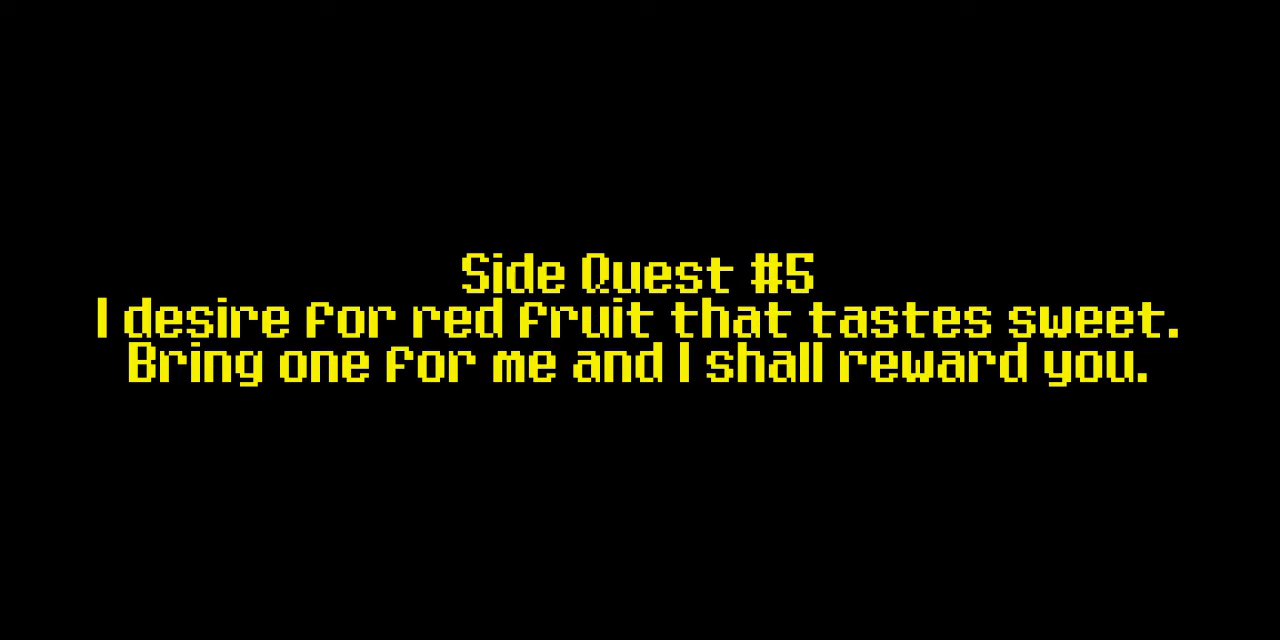 Side Quest #5
I desire for red fruit that tastes sweet.
Bring one for me and I shall reward you.